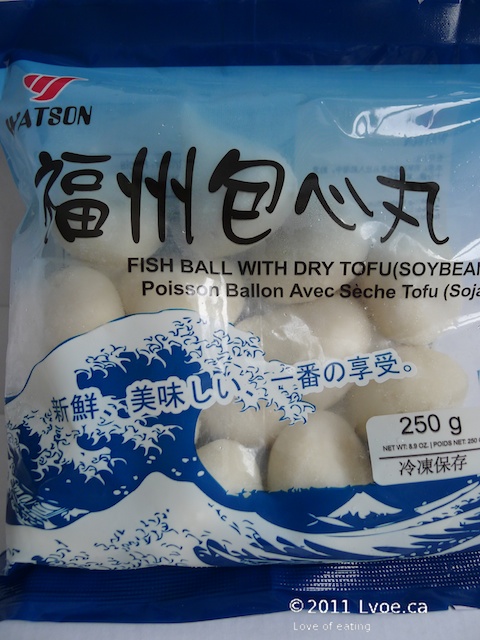 WATSON
福州包心丸
FISH BALL WITH DRY TOFU(SOYBEAN
Poisson Ballon Avec Sèche Tofu (Soja
新鮮、美味しい、一番の享受。
250 g
NET WT: 8.9 OZ. | POIDS NET: 250 G
冷凍保存
©2011 Lvoe.ca
Love of eating